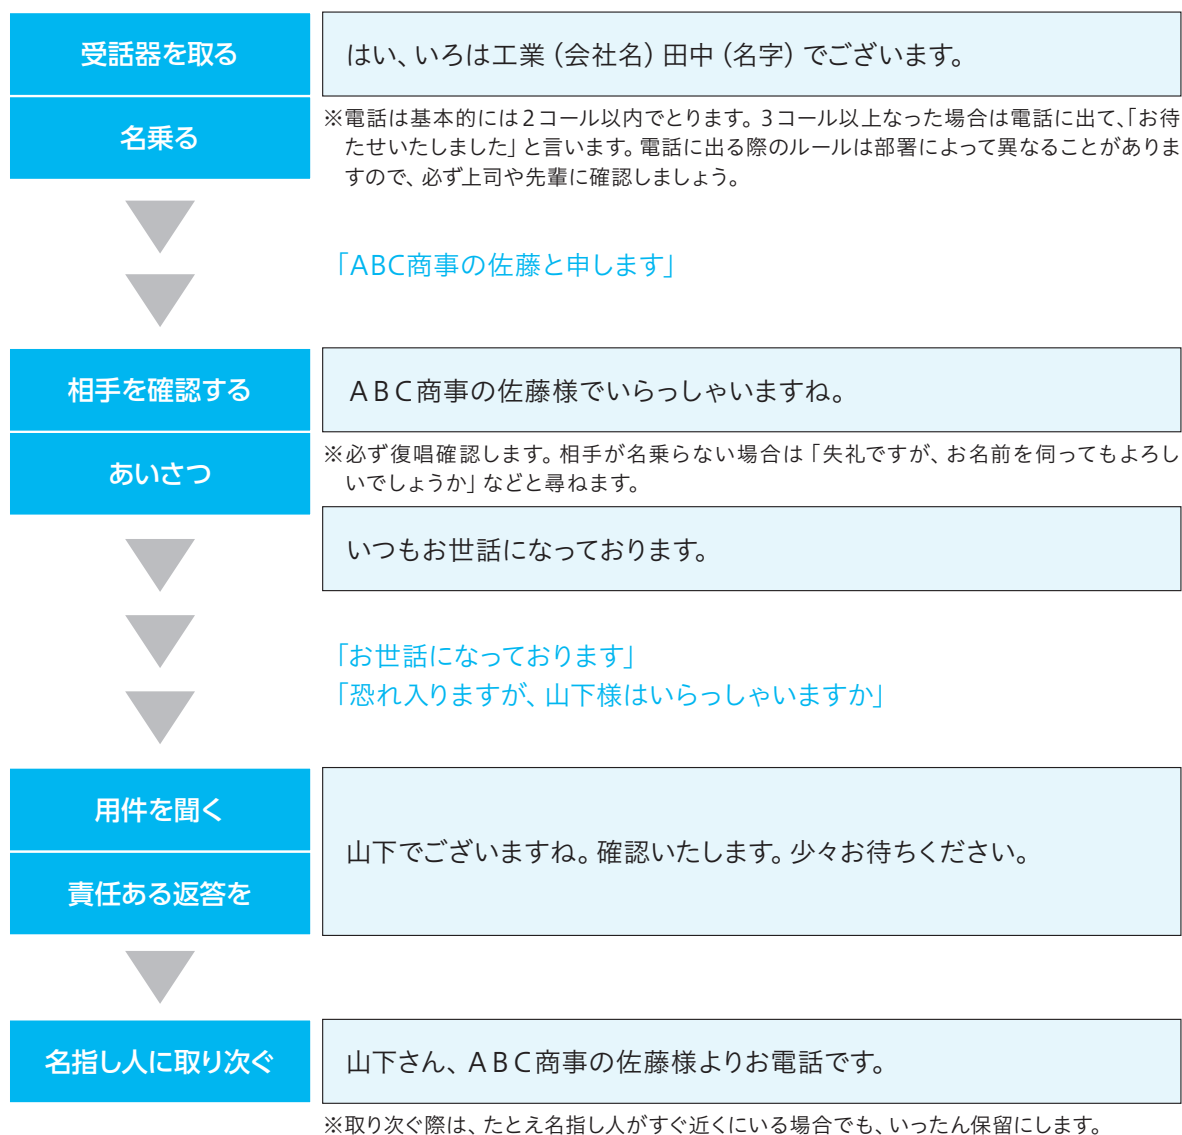 受話器を取る
はい、いろは工業（会社名）田中（名字）でございます。
名乗る
※電話は基本的には2コール以内でとります。3コール以上なった場合は電話に出て、「お待
たせいたしました」と言います。電話に出る際のルールは部署によって異なることがありま
すので、必ず上司や先輩に確認しましょう。
「ABC商事の佐藤と申します」
相手を確認する
ABC商事の佐藤様でいらっしゃいますね。
あいさつ
※必ず復唱確認します。相手が名乗らない場合は「失礼ですが、お名前を伺ってもよろし
いでしょうか」などと尋ねます。
いつもお世話になっております。
「お世話になっております」
「恐れ入りますが、山下様はいらっしゃいますか」
用件を聞く
責任ある返答を
山下でございますね。確認いたします。少々お待ちください。
名指し人に取り次ぐ
山下さん、ABC商事の佐藤様よりお電話です。
※取り次ぐ際は、たとえ名指し人がすぐ近くにいる場合でも、いったん保留にします。